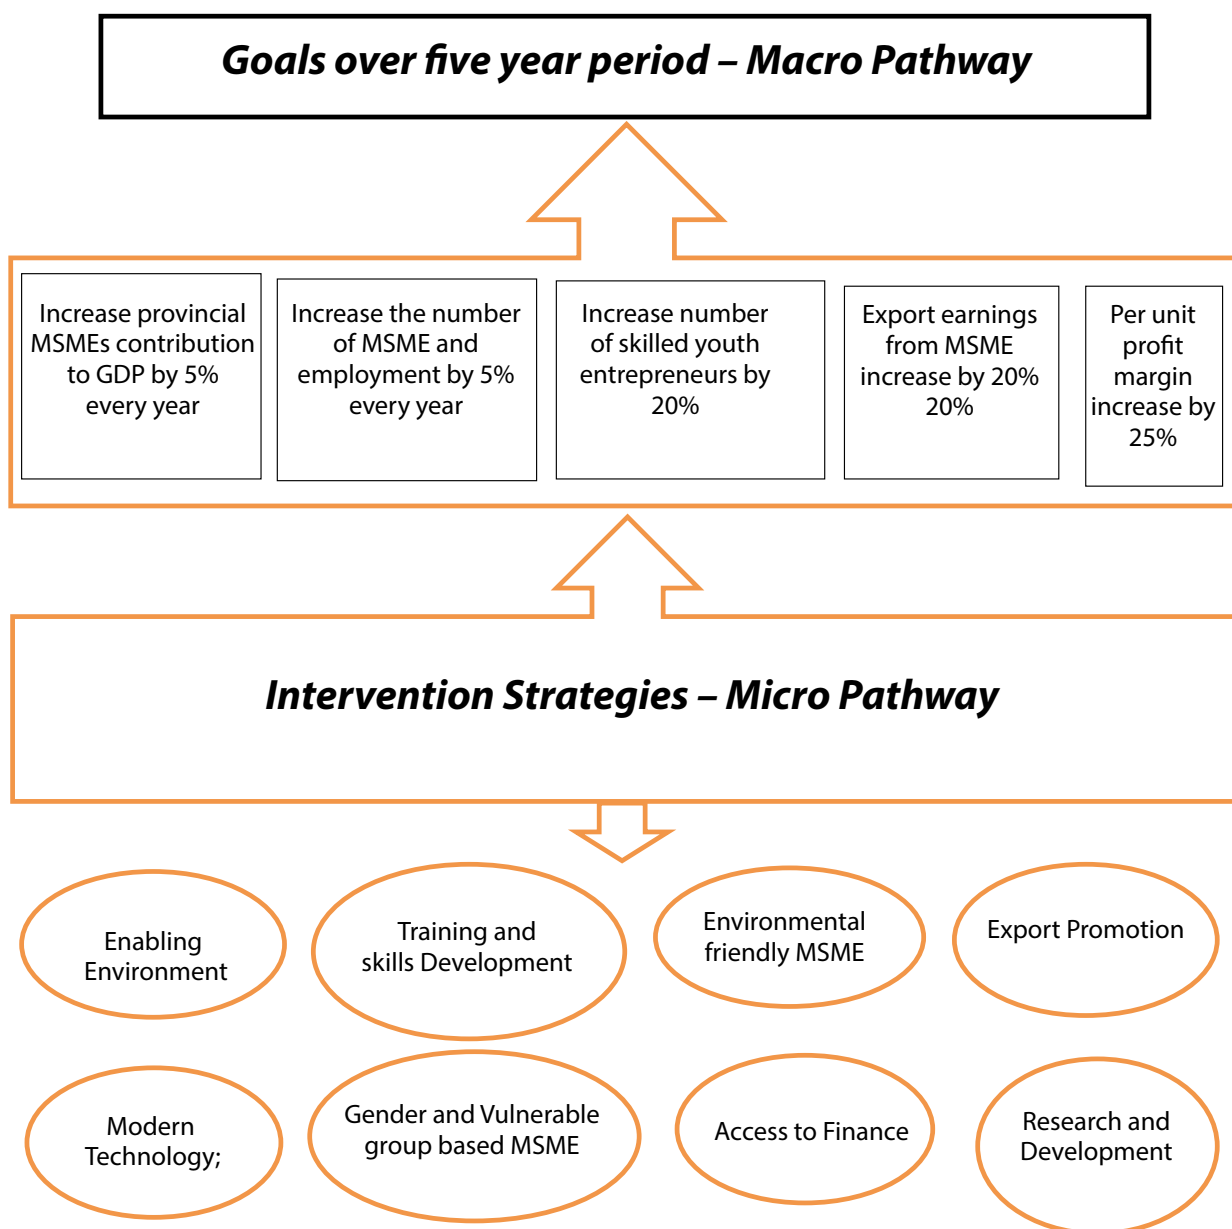 Goals over five year period – Macro Pathway
Increase provincial
MSMEs contribution
to GDP by 5%
every year
Increase the number
of MSME and
employment by 5%
every year
Increase number
of skilled youth
entrepreneurs by
20%
Export earnings
from MSME
increase by 20%
20%
Per unit
profit
margin
increase by
25%
Intervention Strategies – Micro Pathway
Enabling
Environment
Training and
skills Development
Environmental
friendly MSME
Export Promotion
Modern
Technology;
Gender and Vulnerable
group based MSME
Access to Finance
Research and
Development